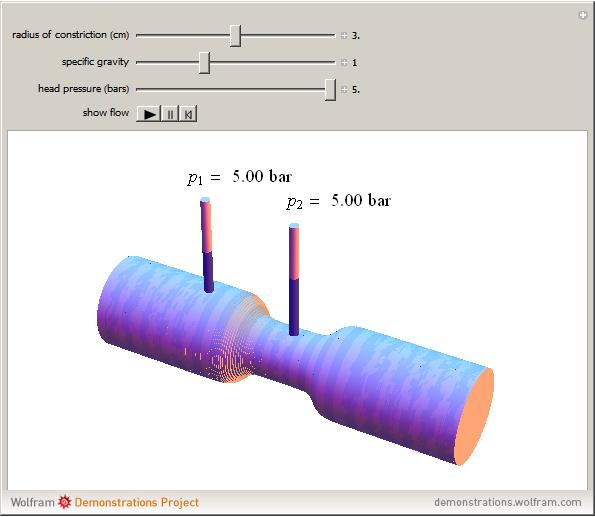 radius of constriction (cm) 3.
specific gravity 1
head pressure (bars) 5.
show flow
p1 = 5.00 bar
p2 = 5.00 bar
Wolfram Demonstrations Project demonstrations.wolfram.com